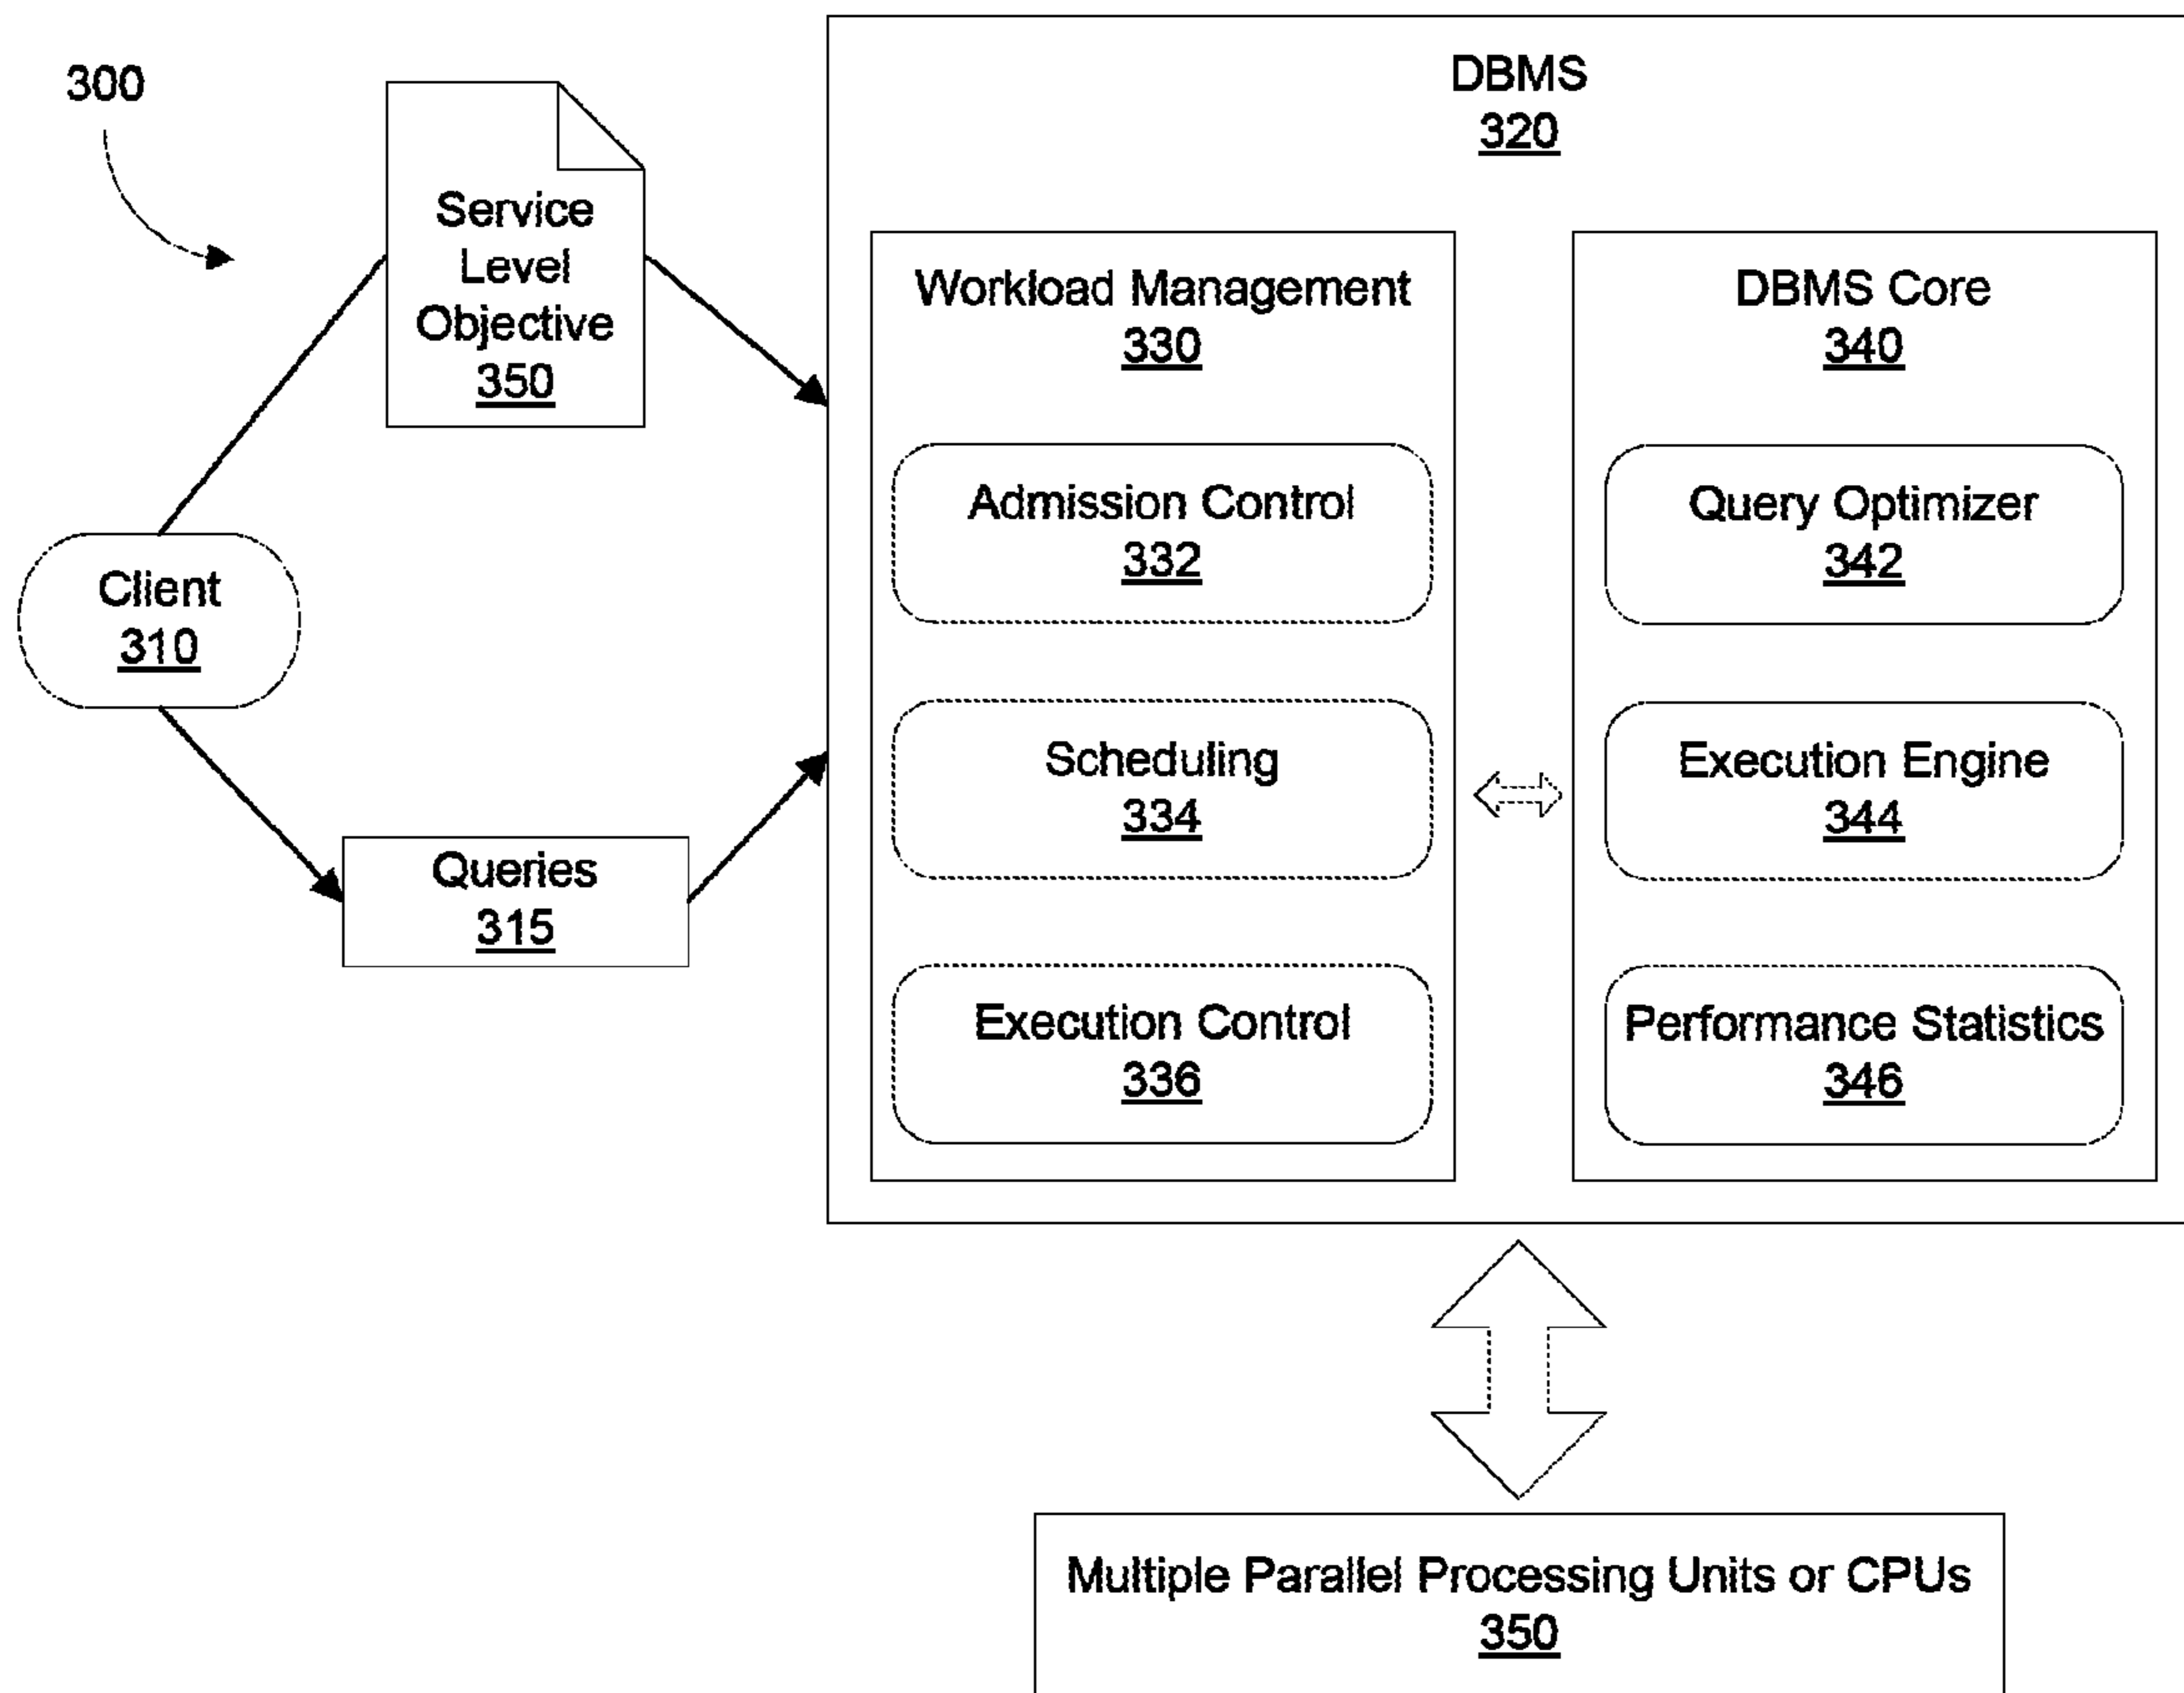 300
Service
Level
Objective
350
Client
310
Queries
315
DBMS
320
Workload Management
330
Admission Control
332
Scheduling
334
Execution Control
336
DBMS Core
340
Query Optimizer
342
Execution Engine
344
Performance Statistics
346
Multiple Parallel Processing Units or CPUs
350